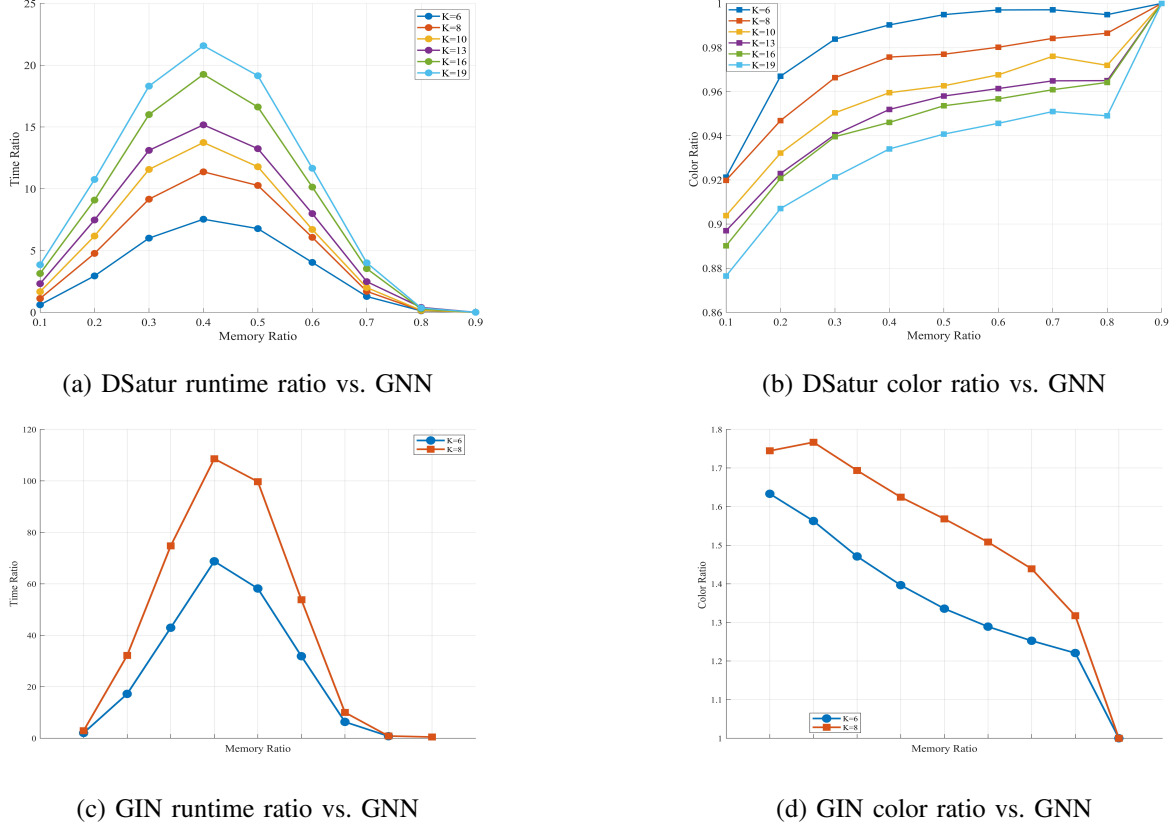 25
20
15
10
5
0
Time Ratio
K=6
K=8
K=10
K=13
K=16
K=19
0.1 0.2 0.3 0.4 0.5 0.6 0.7 0.8 0.9
Memory Ratio
(a) DSatur runtime ratio vs. GNN
1
0.98
0.96
0.94
0.92
0.9
0.88
0.86
Color Ratio
K=6
K=8
K=10
K=13
K=16
K=19
0.1 0.2 0.3 0.4 0.5 0.6 0.7 0.8 0.9
Memory Ratio
(b) DSatur color ratio vs. GNN
120
100
80
60
40
20
0
Time Ratio
K=6
K=8
Memory Ratio
(c) GIN runtime ratio vs. GNN
1.8
1.7
1.6
1.5
1.4
1.3
1.2
1.1
1
Color Ratio
K=6
K=8
Memory Ratio
(d) GIN color ratio vs. GNN